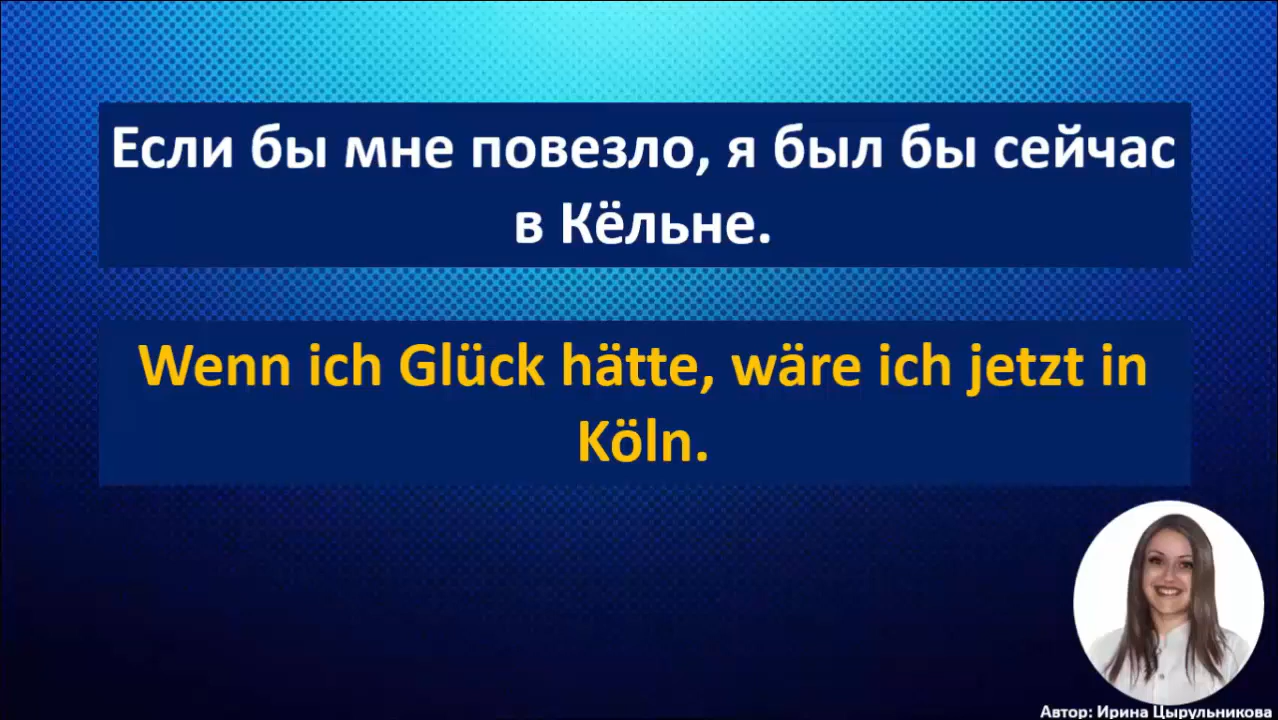 Если бы мне повезло, я был бы сейчас
в Кёльне.
Wenn ich Glück hätte, wäre ich jetzt in
Köln.
Автор: Ирина Цырульникова